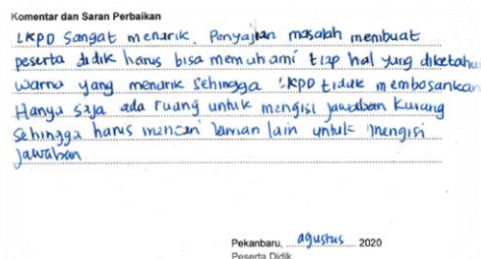 Komentar dan Saran Perbaikan
LKPD Sangat menarik. Penyajian masalah membuat
peserta didik harus bisa memahami tiap hal yang diketahui
warna yang menarik Sehingga LKPD tidak membosankan
Hanya saja ada ruang untuk mengisi jawaban kurang
Sehingga harus mencari laman lain untuk mengisi
Jawaban
Pekanbaru, agustus 2020
Peserta Didik